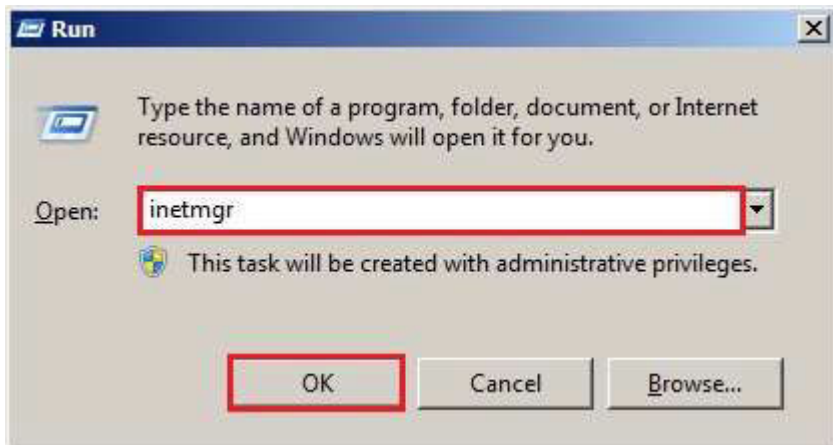 Run
Type the name of a program, folder, document, or Internet
resource, and Windows will open it for you.
Open: inetmgr
This task will be created with administrative privileges.
OK Cancel Browse...